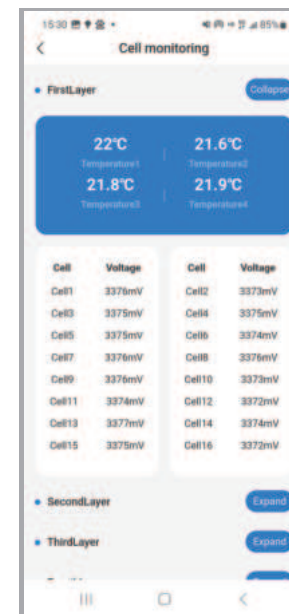 15:30 85%
Cell monitoring
FirstLayer Collapse
22°C 21.6°C
Temperature1 Temperature2
21.8°C 21.9°C
Temperature3 Temperature4
Cell Voltage Cell Voltage
Cell1 3376mV Cell2 3373mV
Cell3 3375mV Cell4 3375mV
Cell5 3375mV Cell6 3374mV
Cell7 3376mV Cell8 3376mV
Cell9 3376mV Cell10 3373mV
Cell11 3374mV Cell12 3372mV
Cell13 3377mV Cell14 3374mV
Cell15 3375mV Cell16 3372mV
SecondLayer Expand
ThirdLayer Expand